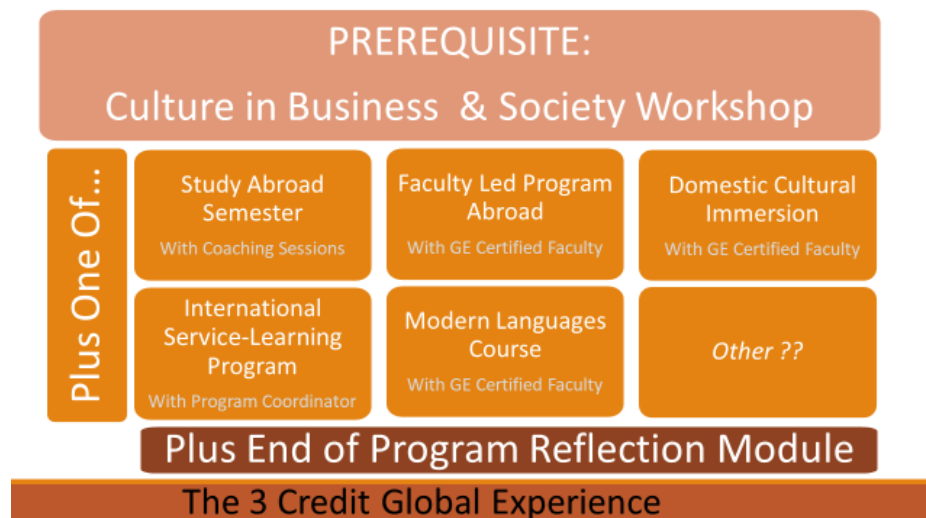 PREREQUISITE:
Culture in Business & Society Workshop
Plus One Of...
Study Abroad
Semester
With Coaching Sessions
Faculty Led Program
Abroad
With GE Certified Faculty
Domestic Cultural
Immersion
With GE Certified Faculty
International
Service-Learning
Program
With Program Coordinator
Modern Languages
Course
With GE Certified Faculty
Other ??
Plus End of Program Reflection Module
The 3 Credit Global Experience